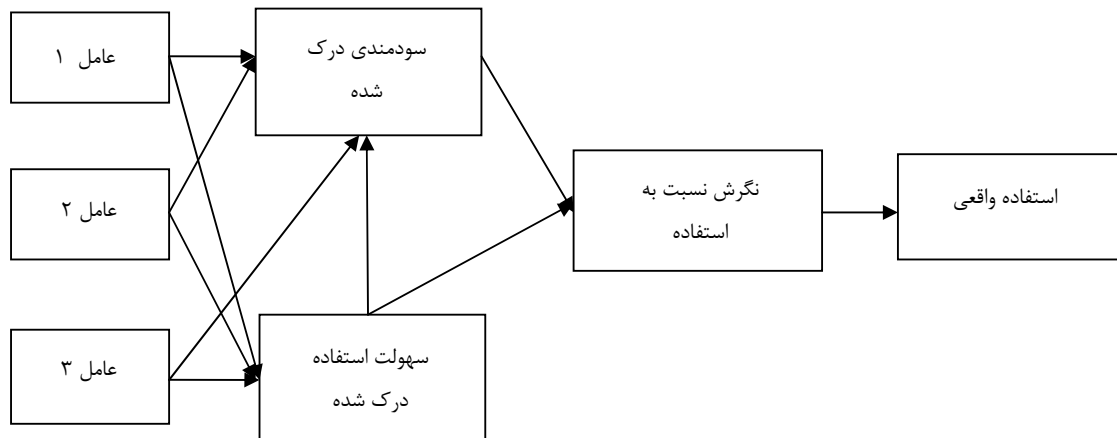 عامل ۱
سودمندی درک
شده
عامل ۲
نگرش نسبت به
استفاده
استفاده واقعی
عامل ۳
سهولت استفاده
درک شده